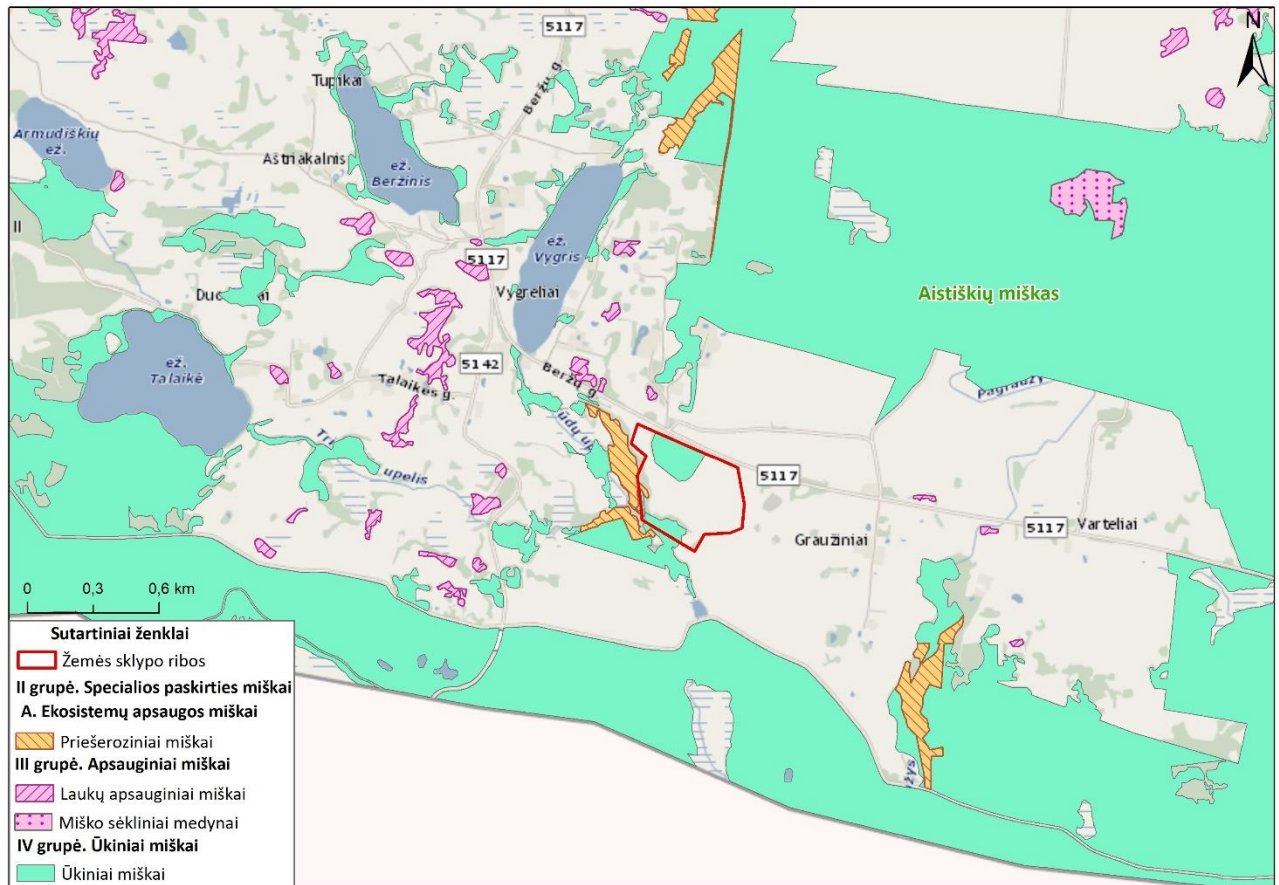 5117
N
Tupikai
Beržų g.
Armudiškių
ež.
Aštriakalnis
ež.
Beržinis
II
ež.
Vygris
5117
Vygreliai
Aistiškių miškas
ež.
Talaikė
5142
Talaikės g.
Beržų g.
upelis
5117
Graužiniai
5117
Varteliai
0 0,3 0,6 km
Sutartiniai ženklai
Žemės sklypo ribos
II grupė. Specialios paskirties miškai
A. Ekosistemų apsaugos miškai
Priešeroziniai miškai
III grupė. Apsauginiai miškai
Laukų apsauginiai miškai
Miško sėkliniai medynai
IV grupė. Ūkiniai miškai
Ūkiniai miškai